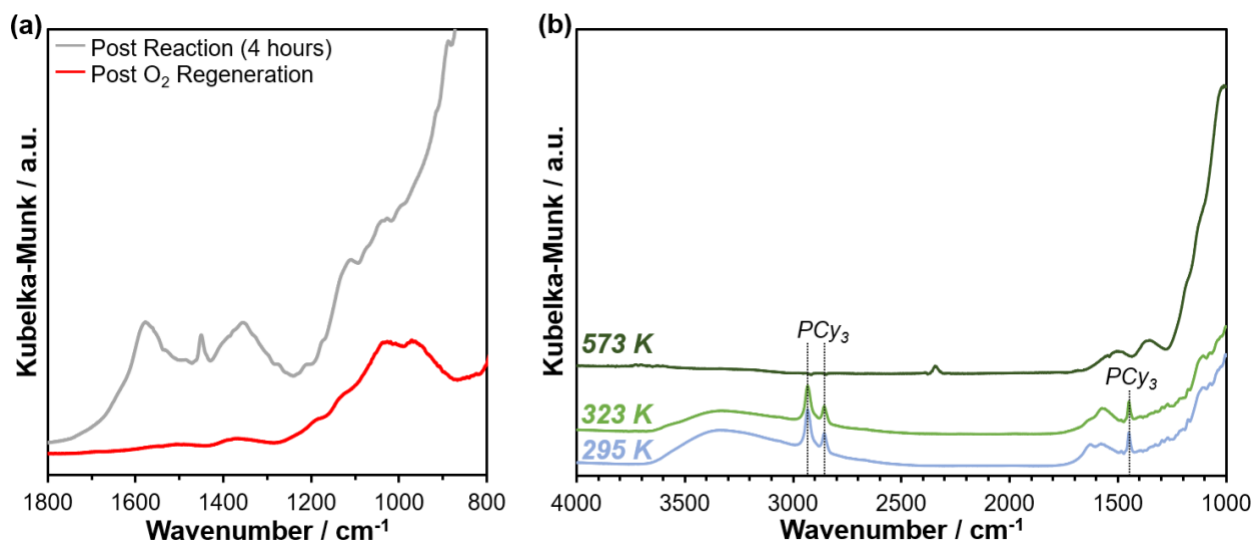 (a)
Post Reaction (4 hours)
Post O₂ Regeneration
Kubelka-Munk / a.u.
1800 1600 1400 1200 1000 800
Wavenumber / cm⁻¹
(b)
PCy₃
573 K
PCy₃
323 K
295 K
Kubelka-Munk / a.u.
4000 3500 3000 2500 2000 1500 1000
Wavenumber / cm⁻¹